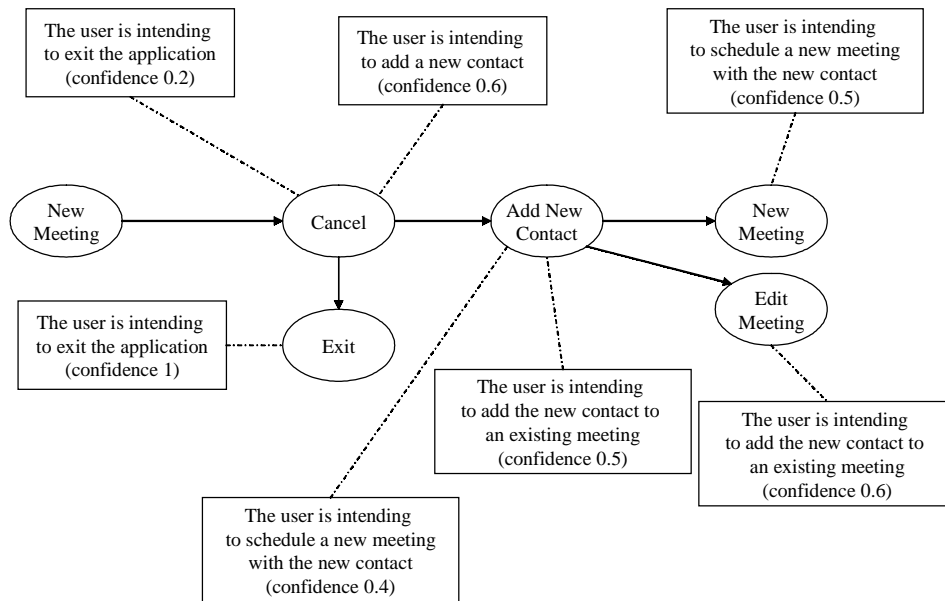 The user is intending
to exit the application
(confidence 0.2)
The user is intending
to add a new contact
(confidence 0.6)
The user is intending
to schedule a new meeting
with the new contact
(confidence 0.5)
New
Meeting
Cancel
Add New
Contact
New
Meeting
Edit
Meeting
The user is intending
to exit the application
(confidence 1)
Exit
The user is intending
to add the new contact to
an existing meeting
(confidence 0.5)
The user is intending
to add the new contact to
an existing meeting
(confidence 0.6)
The user is intending
to schedule a new meeting
with the new contact
(confidence 0.4)